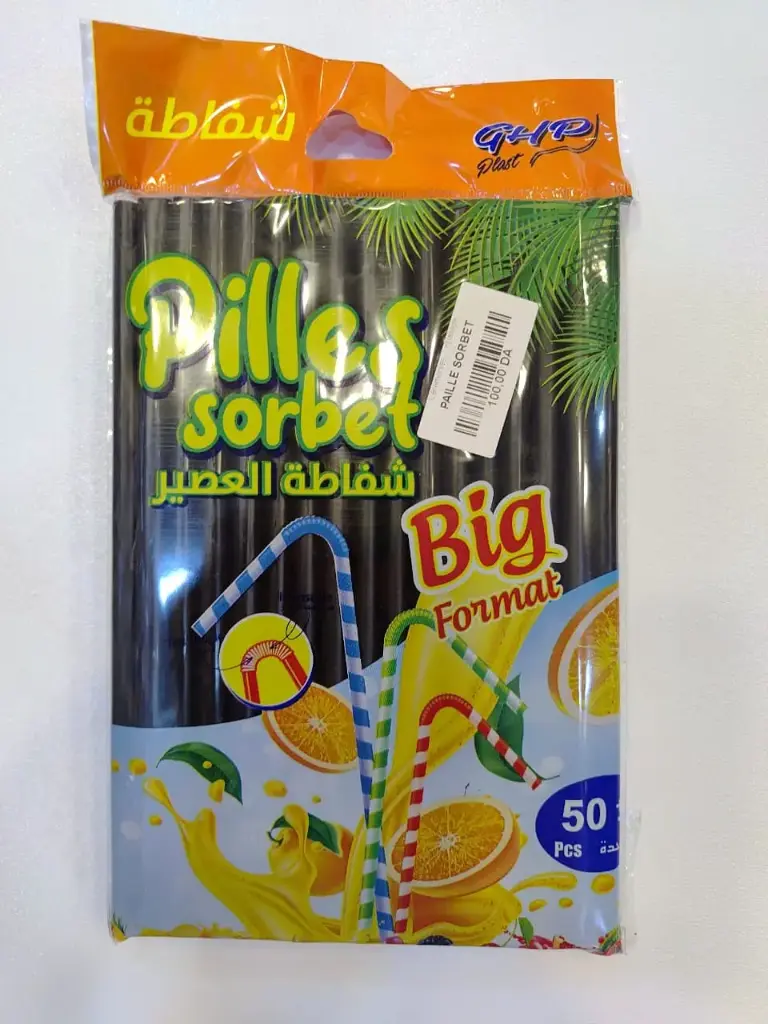 شفاطة
GHP
Plast
Pilles
sorbet
شفاطة العصير
PAILLE SORBET
100,00 DA
Big
Format
50
Pcs